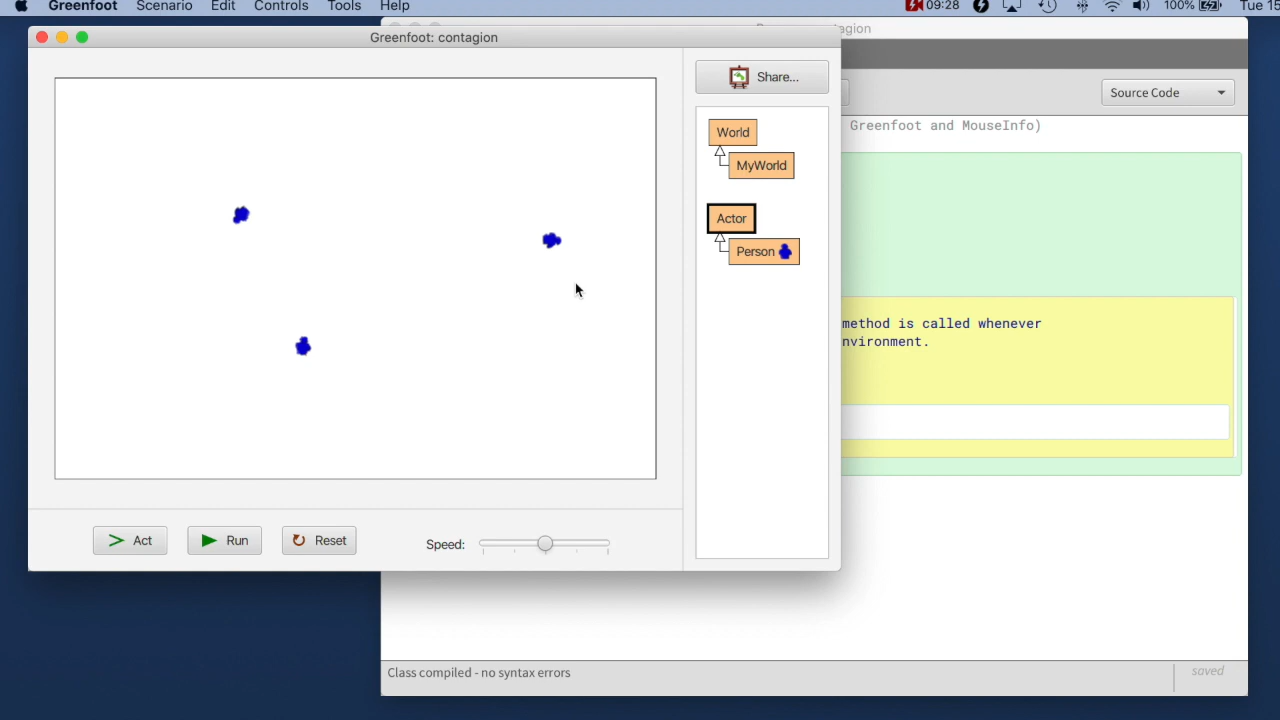 Greenfoot Scenario Edit Controls Tools Help 09:28 100% Tue 15
Greenfoot: contagion
agion
Share...
Source Code
Greenfoot and MouseInfo)
World
MyWorld
Actor
Person
method is called whenever
nvironment.
Act
Run
Reset
Speed:
Class compiled - no syntax errors
saved